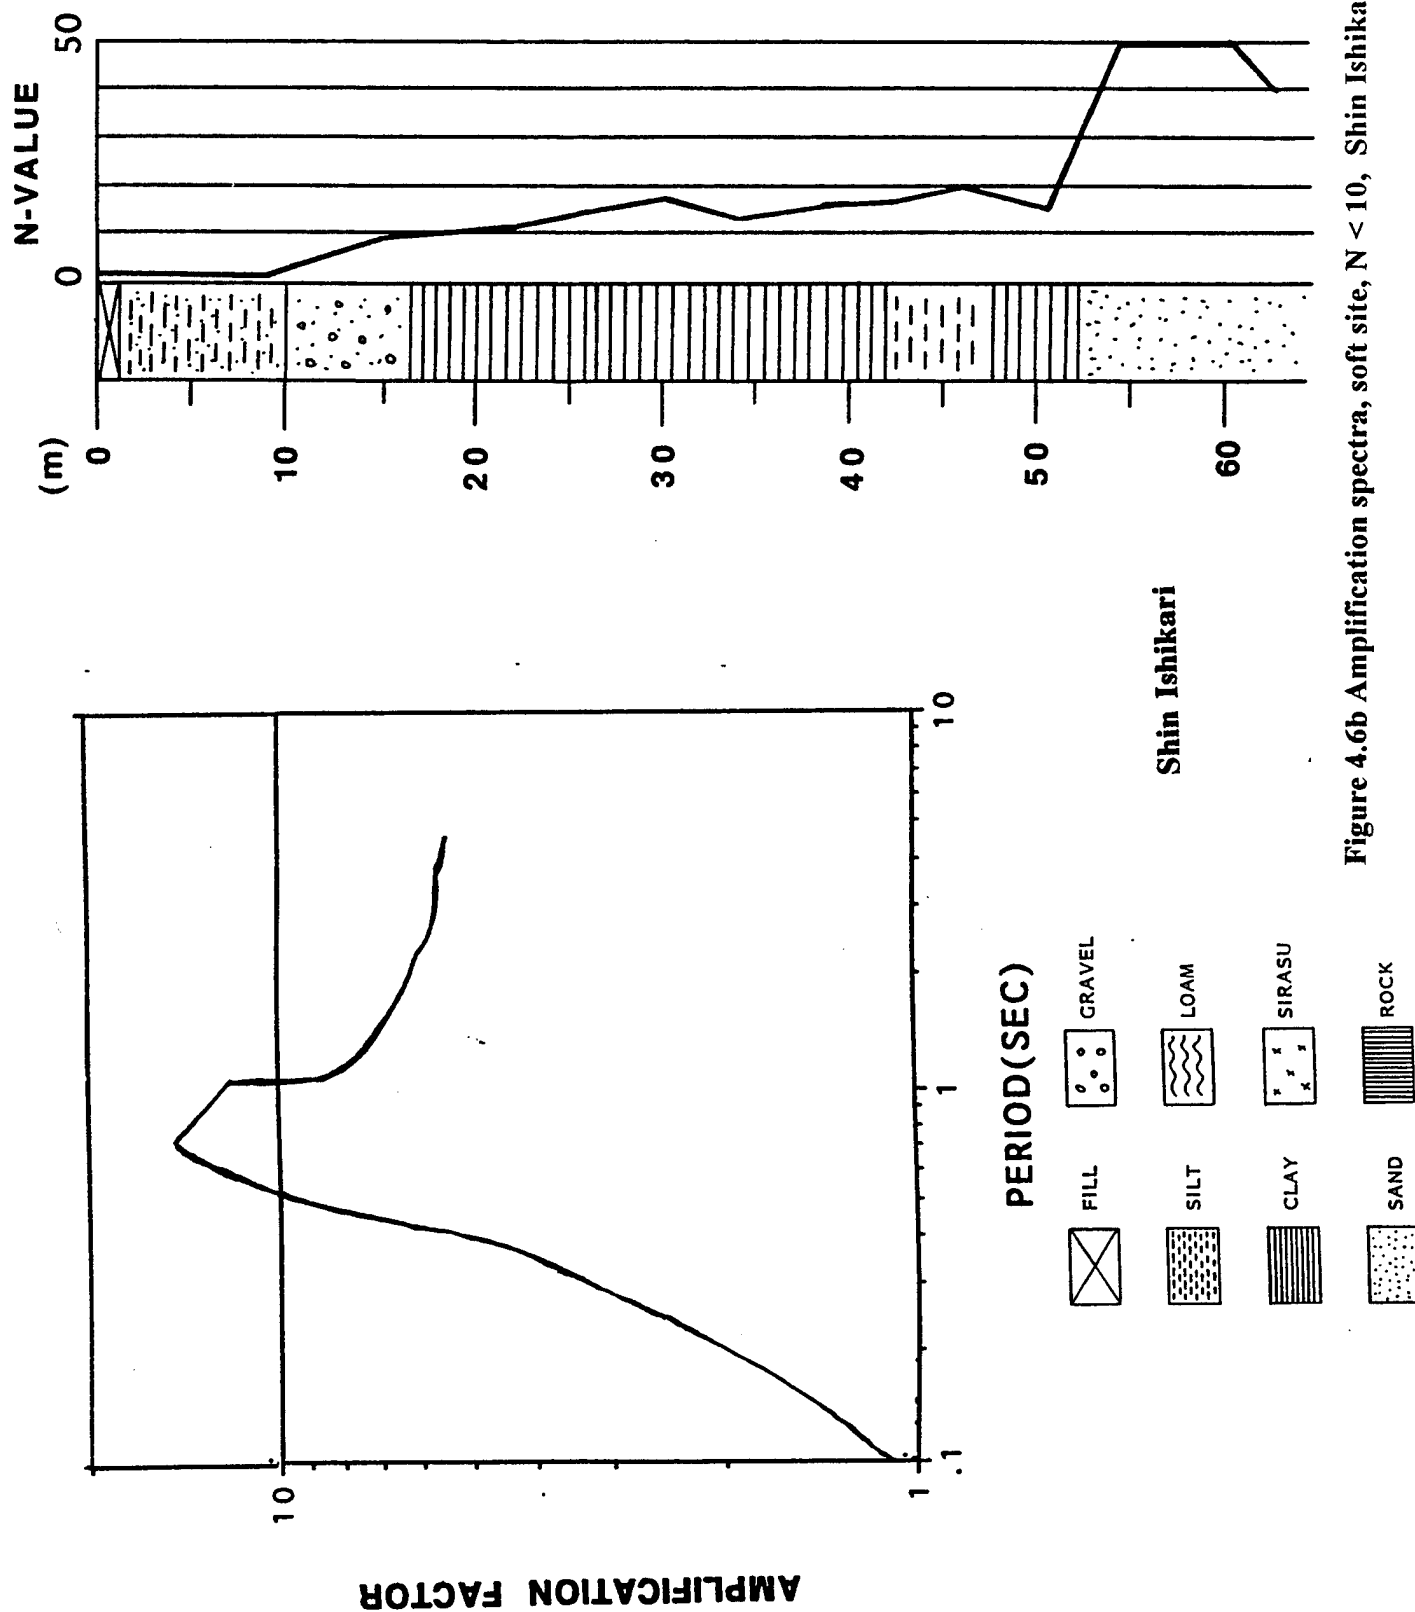 AMPLIFICATION FACTOR
10
1
.1
1
10
PERIOD(SEC)
Shin Ishikari
N-VALUE
0
50
(m)
0
10
20
30
40
50
60
FILL
GRAVEL
SILT
LOAM
CLAY
SIRASU
SAND
ROCK
Figure 4.6b Amplification spectra, soft site, N < 10, Shin Ishika